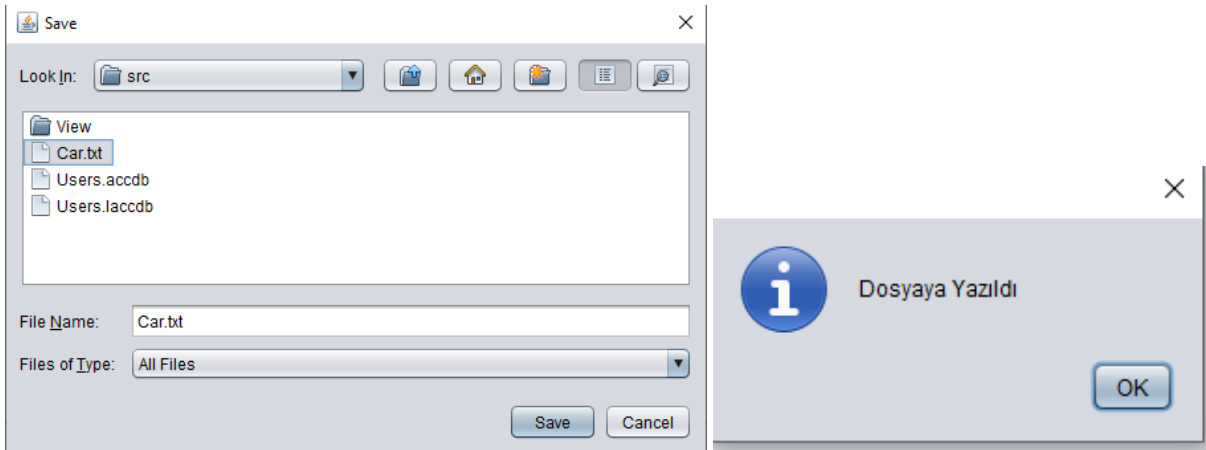 Save
Look In: src
View
Car.txt
Users.accdb
Users.laccdb
File Name: Car.txt
Files of Type: All Files
Save Cancel
Dosyaya Yazıldı
OK